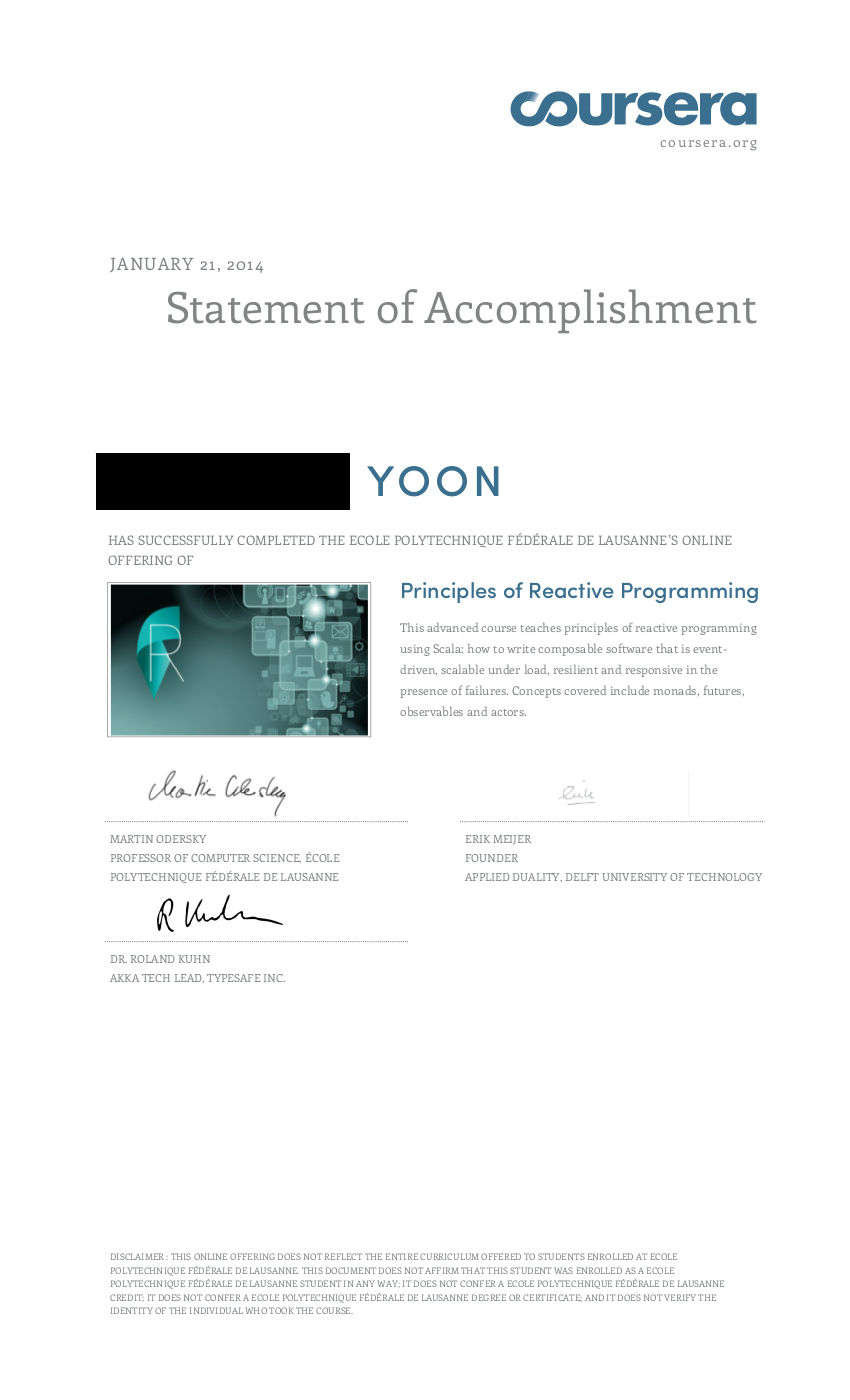 coursera
coursera.org
JANUARY 21, 2014
Statement of Accomplishment
YOON
HAS SUCCESSFULLY COMPLETED THE ECOLE POLYTECHNIQUE FÉDÉRALE DE LAUSANNE'S ONLINE
OFFERING OF
R
Principles of Reactive Programming
This advanced course teaches principles of reactive programming
using Scala: how to write composable software that is event-
driven, scalable under load, resilient and responsive in the
presence of failures. Concepts covered include monads, futures,
observables and actors.
MARTIN ODERSKY
PROFESSOR OF COMPUTER SCIENCE, ÉCOLE
POLYTECHNIQUE FÉDÉRALE DE LAUSANNE
ERIK MEIJER
FOUNDER
APPLIED DUALITY, DELFT UNIVERSITY OF TECHNOLOGY
R Kuhn
DR. ROLAND KUHN
AKKA TECH LEAD, TYPESAFE INC.
DISCLAIMER : THIS ONLINE OFFERING DOES NOT REFLECT THE ENTIRE CURRICULUM OFFERED TO STUDENTS ENROLLED AT ECOLE
POLYTECHNIQUE FÉDÉRALE DE LAUSANNE. THIS DOCUMENT DOES NOT AFFIRM THAT THIS STUDENT WAS ENROLLED AS A ECOLE
POLYTECHNIQUE FÉDÉRALE DE LAUSANNE STUDENT IN ANY WAY; IT DOES NOT CONFER A ECOLE POLYTECHNIQUE FÉDÉRALE DE LAUSANNE
CREDIT; IT DOES NOT CONFER A ECOLE POLYTECHNIQUE FÉDÉRALE DE LAUSANNE DEGREE OR CERTIFICATE; AND IT DOES NOT VERIFY THE
IDENTITY OF THE INDIVIDUAL WHO TOOK THE COURSE.